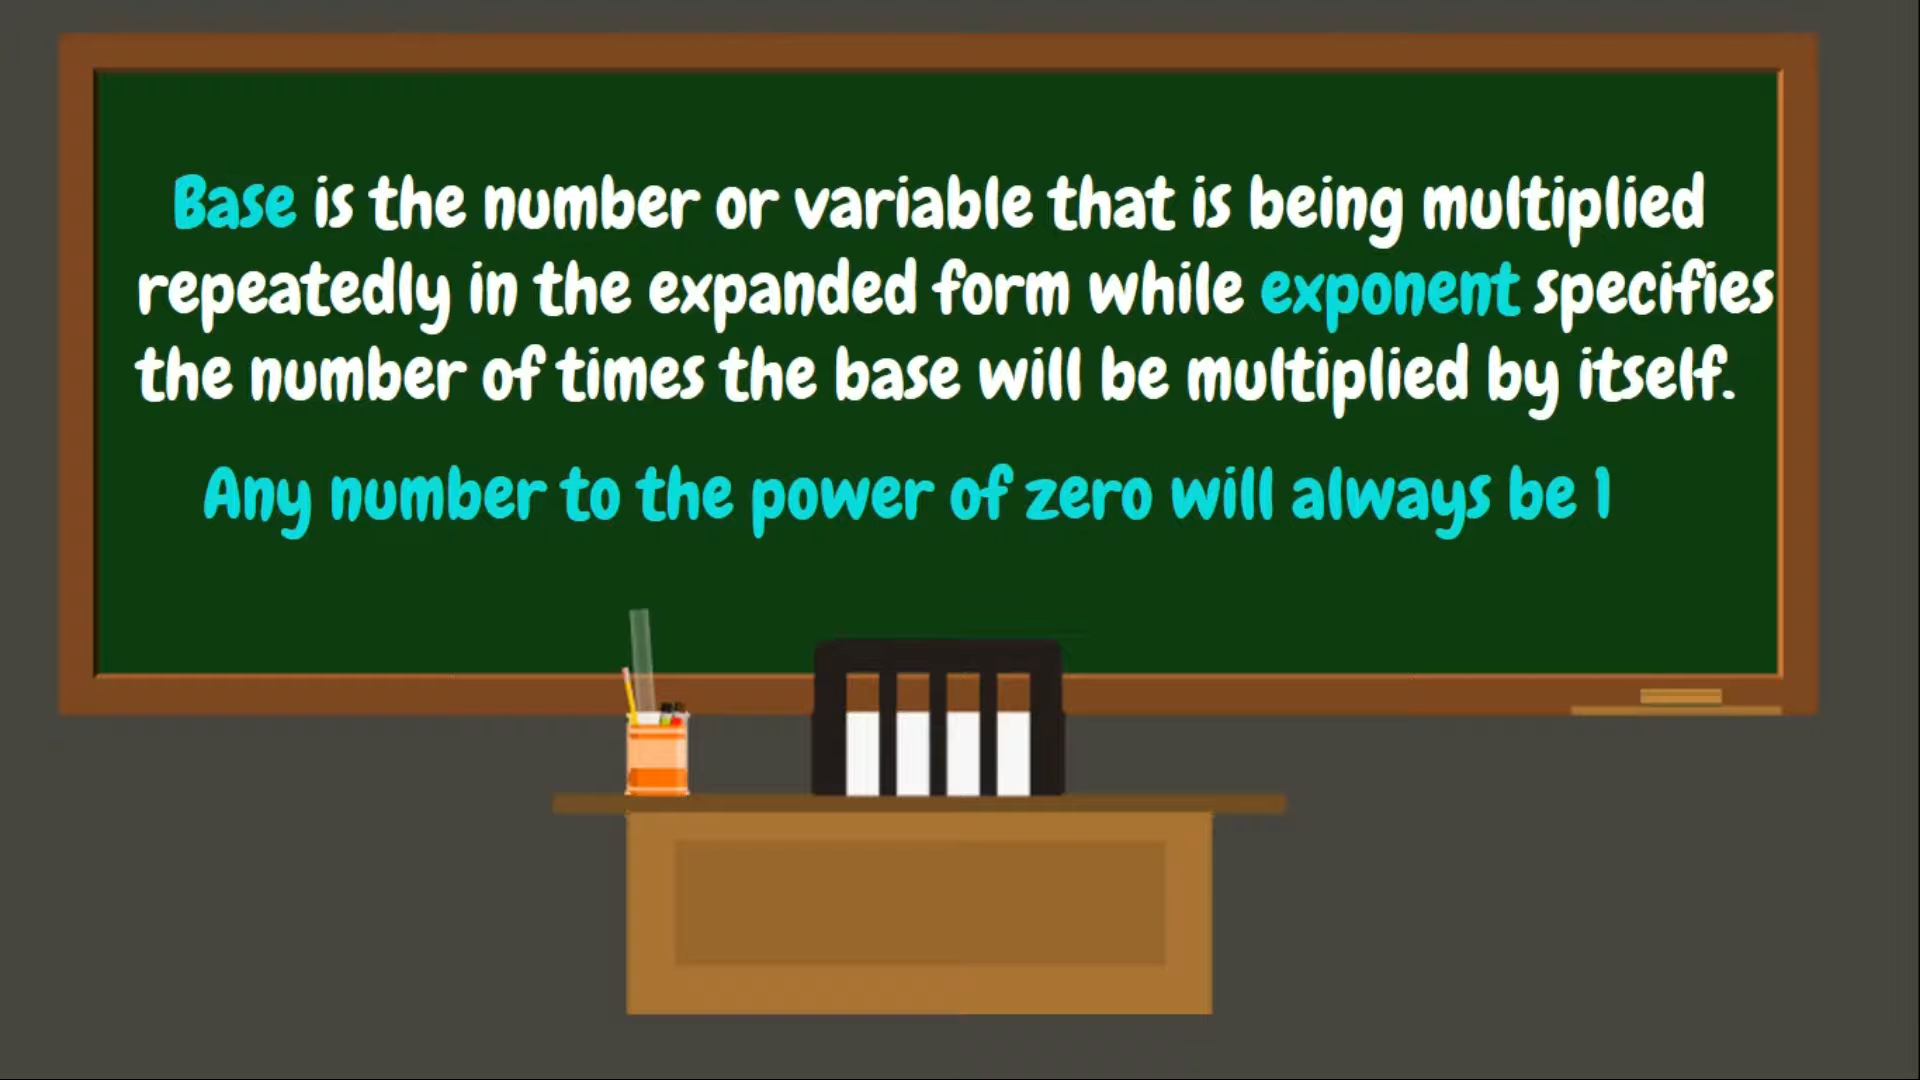 Base is the number or variable that is being multiplied
repeatedly in the expanded form while exponent specifies
the number of times the base will be multiplied by itself.
Any number to the power of zero will always be 1